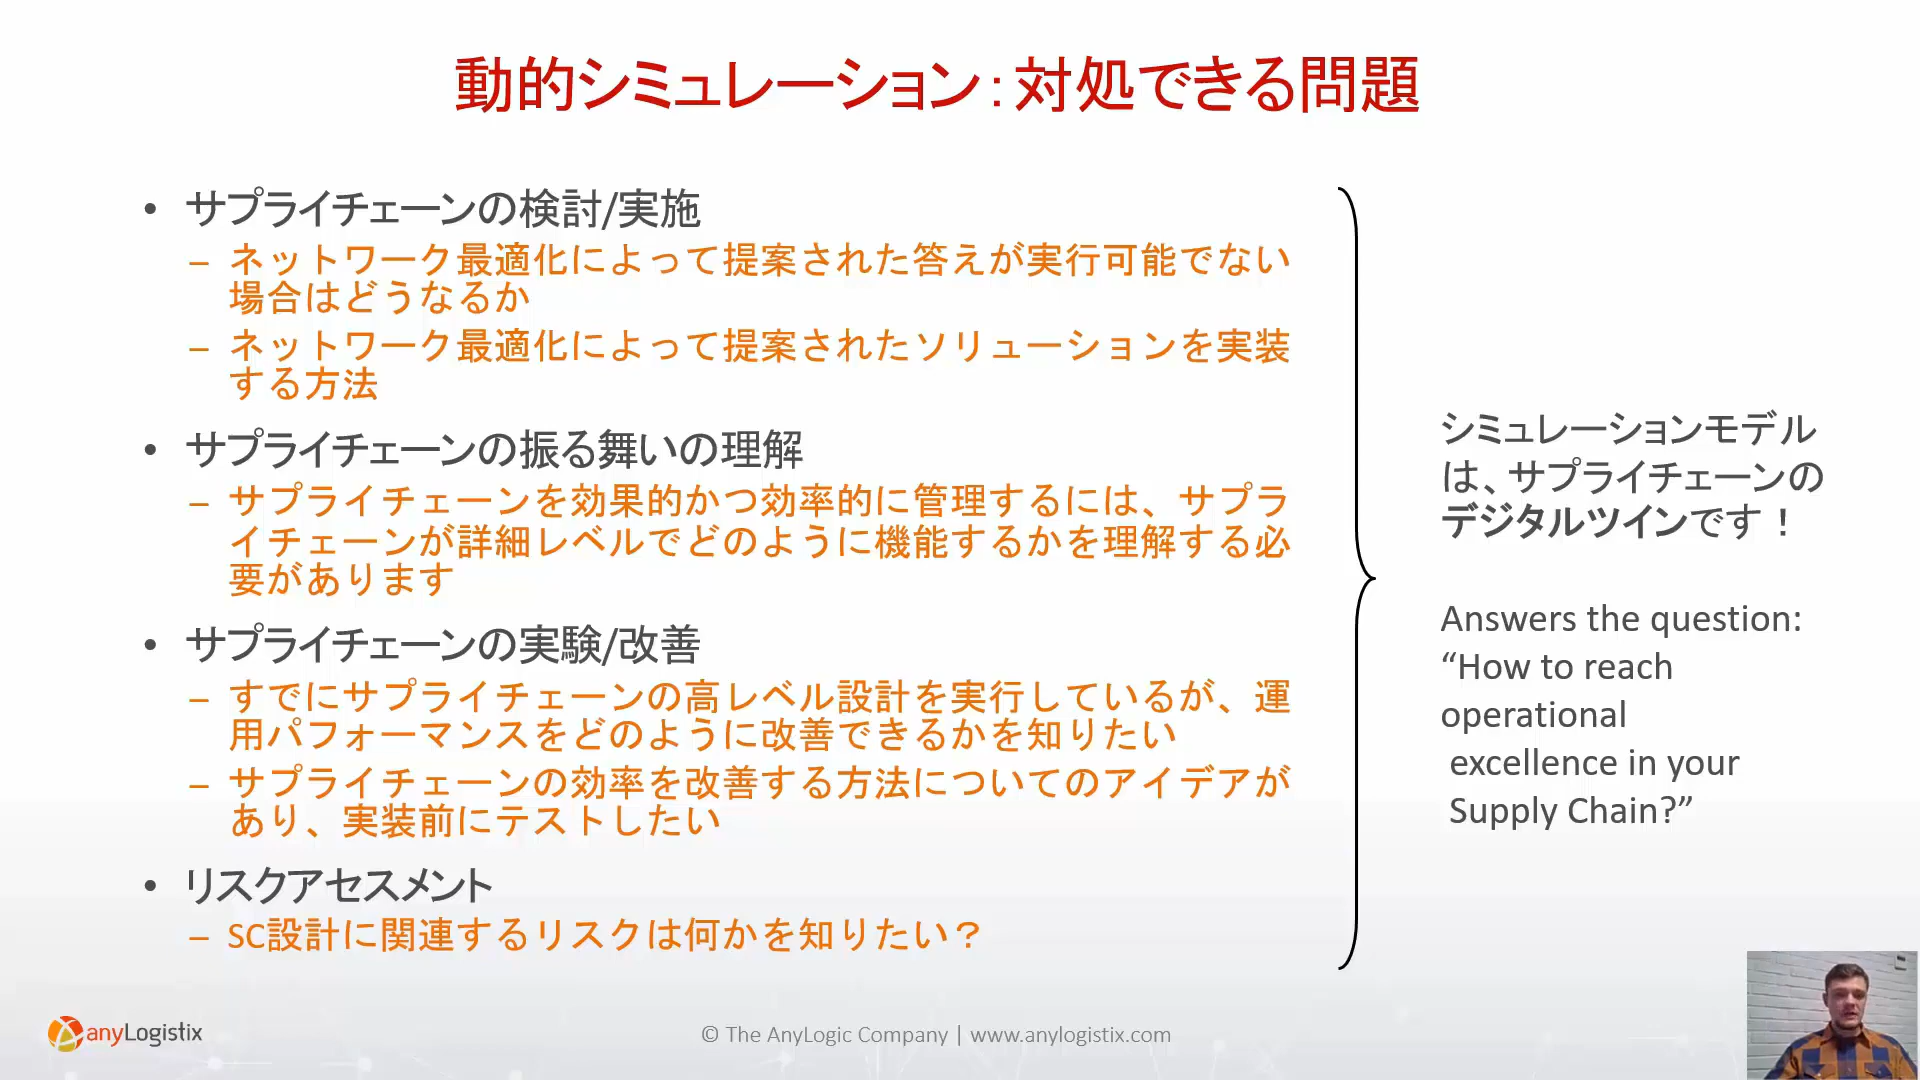 動的シミュレーション：対処できる問題
• サプライチェーンの検討/実施
– ネットワーク最適化によって提案された答えが実行可能でない
場合はどうなるか
– ネットワーク最適化によって提案されたソリューションを実装
する方法
• サプライチェーンの振る舞いの理解
– サプライチェーンを効果的かつ効率的に管理するには、サプラ
イチェーンが詳細レベルでどのように機能するかを理解する必
要があります
• サプライチェーンの実験/改善
– すでにサプライチェーンの高レベル設計を実行しているが、運
用パフォーマンスをどのように改善できるかを知りたい
– サプライチェーンの効率を改善する方法についてのアイデアが
あり、実装前にテストしたい
• リスクアセスメント
– SC設計に関連するリスクは何かを知りたい？
シミュレーションモデル
は、サプライチェーンの
デジタルツインです！
Answers the question:
“How to reach
operational
excellence in your
Supply Chain?”
anyLogistix
© The AnyLogic Company | www.anylogistix.com